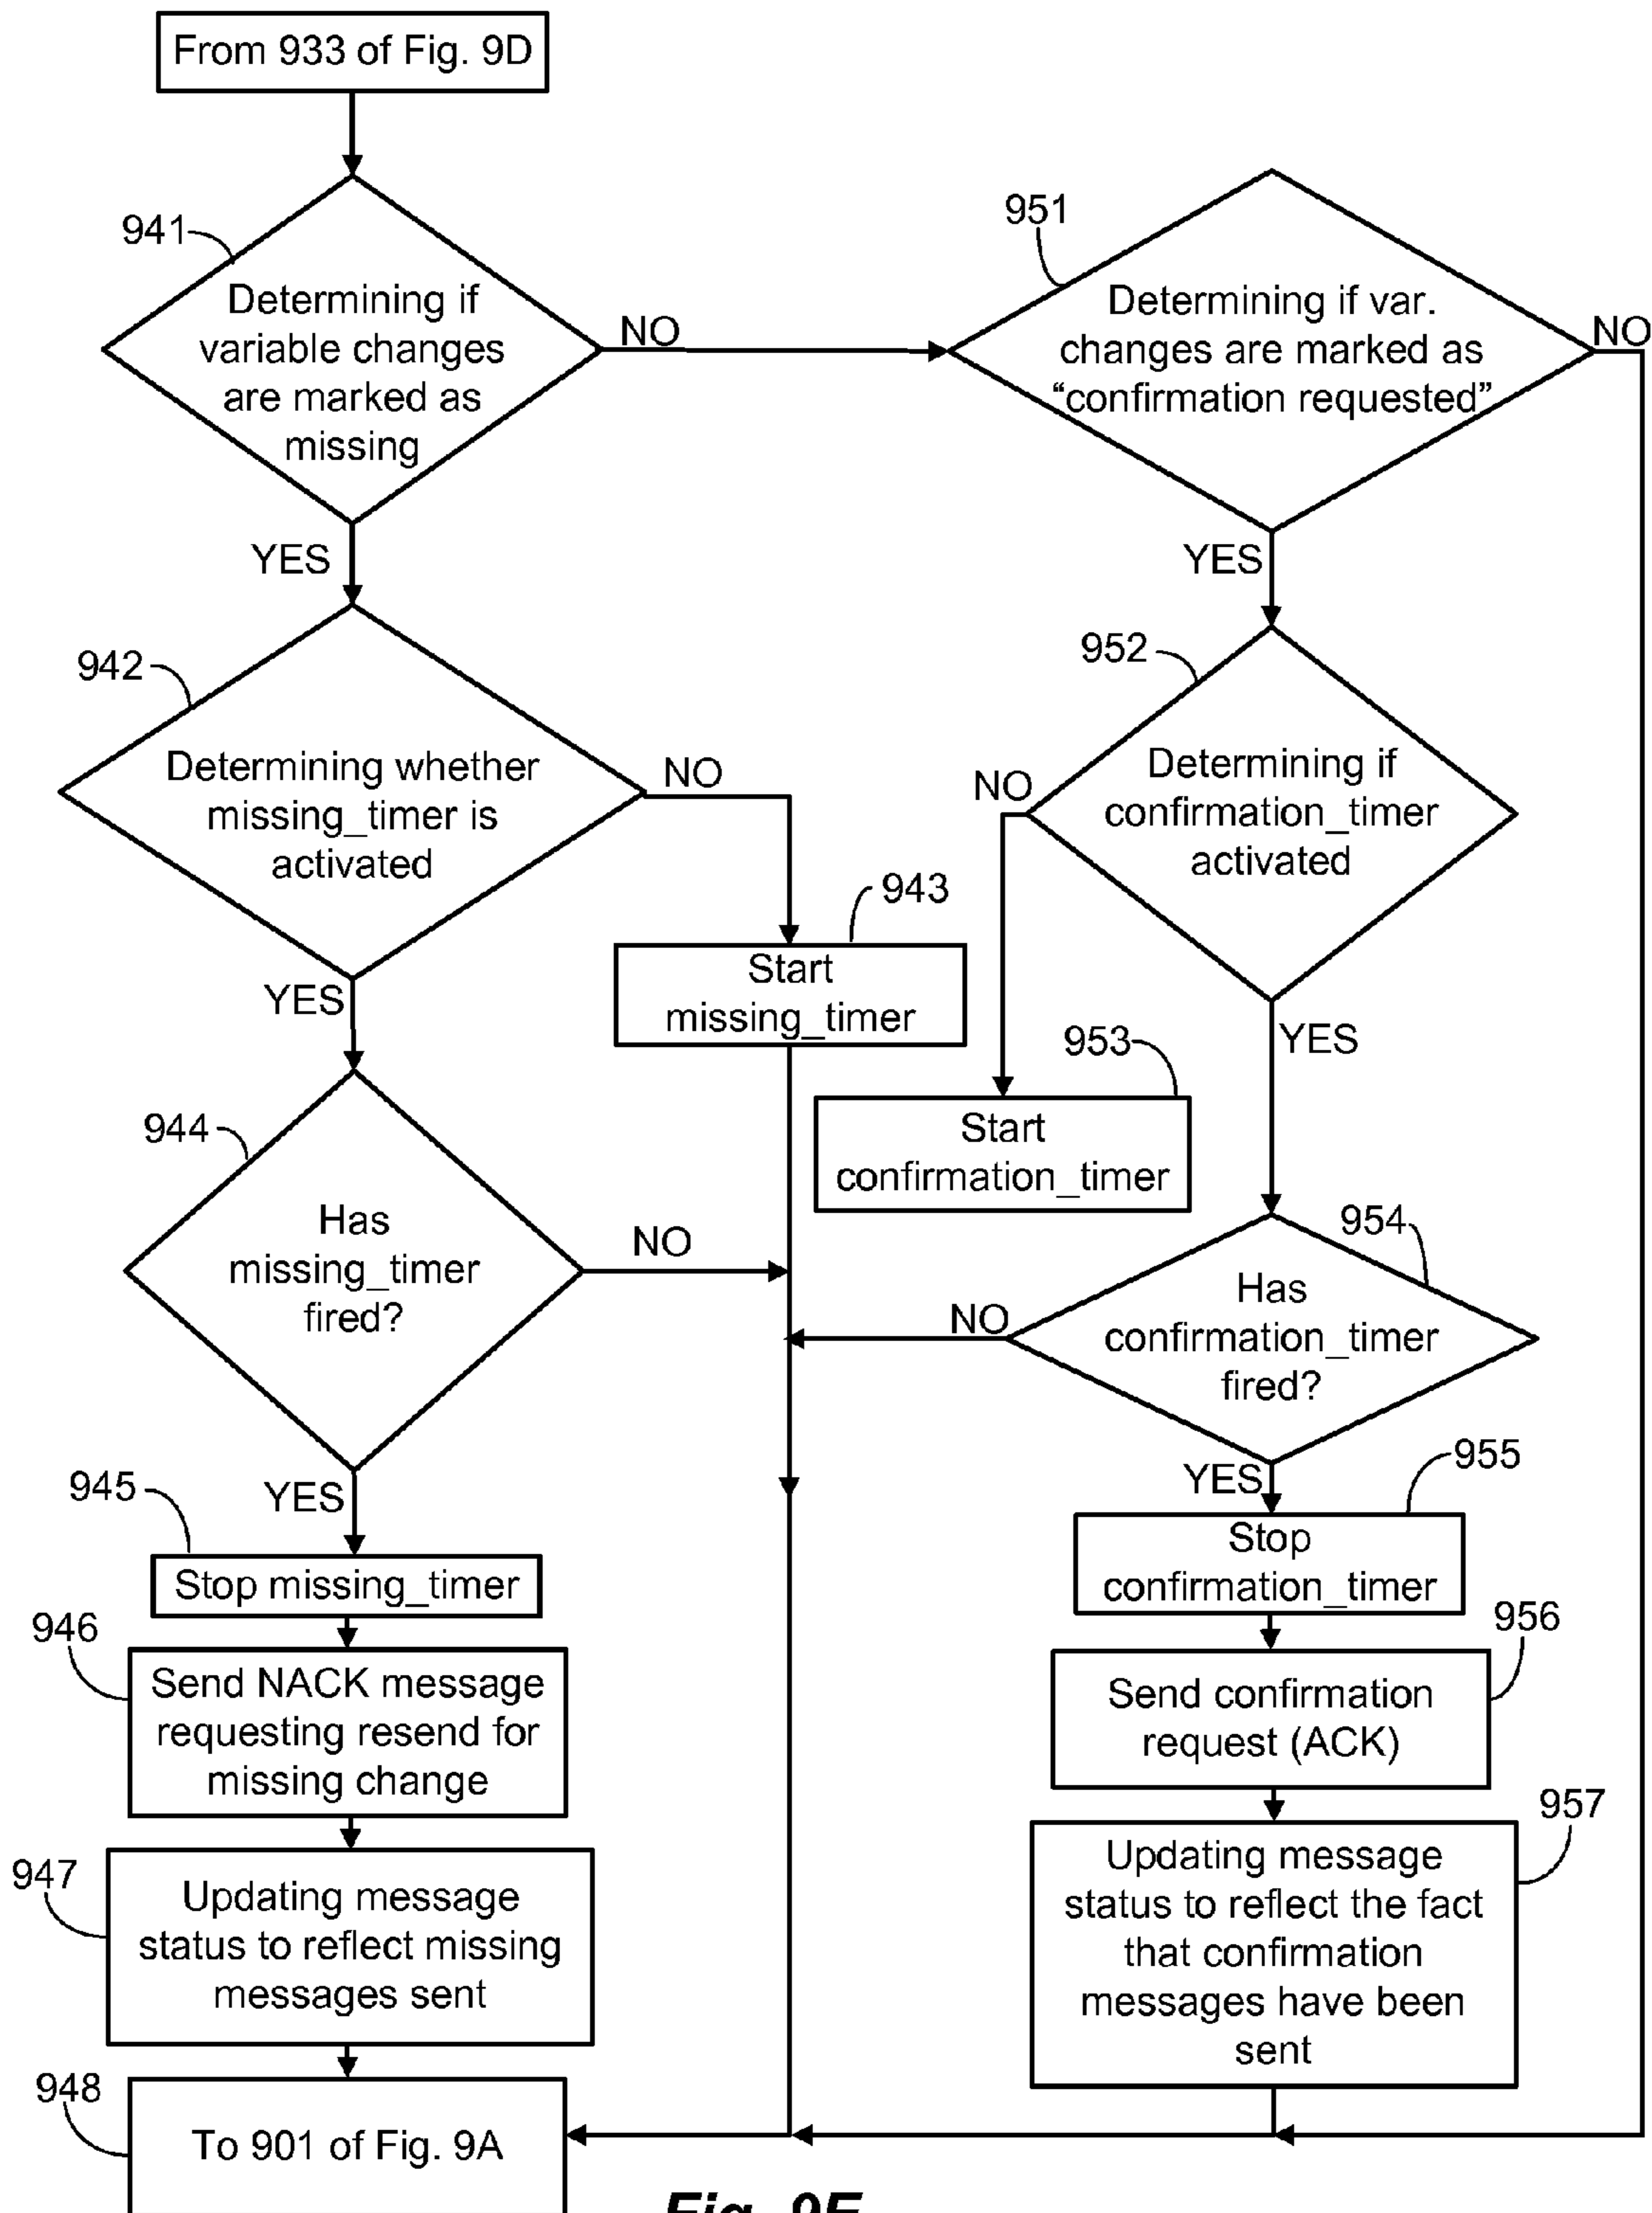 From 933 of Fig. 9D
941
Determining if
variable changes
are marked as
missing
NO
YES
951
Determining if var.
changes are marked as
“confirmation requested”
NO
YES
942
Determining whether
missing_timer is
activated
NO
YES
943
Start
missing_timer
952
Determining if
confirmation_timer
activated
NO
YES
953
Start
confirmation_timer
944
Has
missing_timer
fired?
NO
YES
954
Has
confirmation_timer
fired?
NO
YES
945
Stop missing_timer
955
Stop
confirmation_timer
946
Send NACK message
requesting resend for
missing change
956
Send confirmation
request (ACK)
947
Updating message
status to reflect missing
messages sent
957
Updating message
status to reflect the fact
that confirmation
messages have been
sent
948
To 901 of Fig. 9A